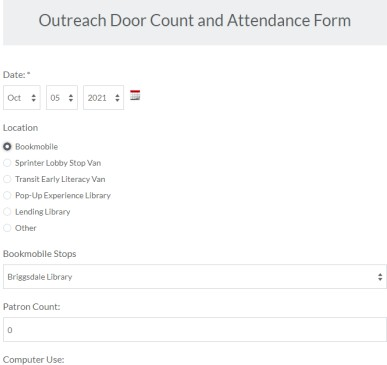 Outreach Door Count and Attendance Form
Date: *
Oct 05 2021
Location
Bookmobile
Sprinter Lobby Stop Van
Transit Early Literacy Van
Pop-Up Experience Library
Lending Library
Other
Bookmobile Stops
Briggsdale Library
Patron Count:
0
Computer Use: